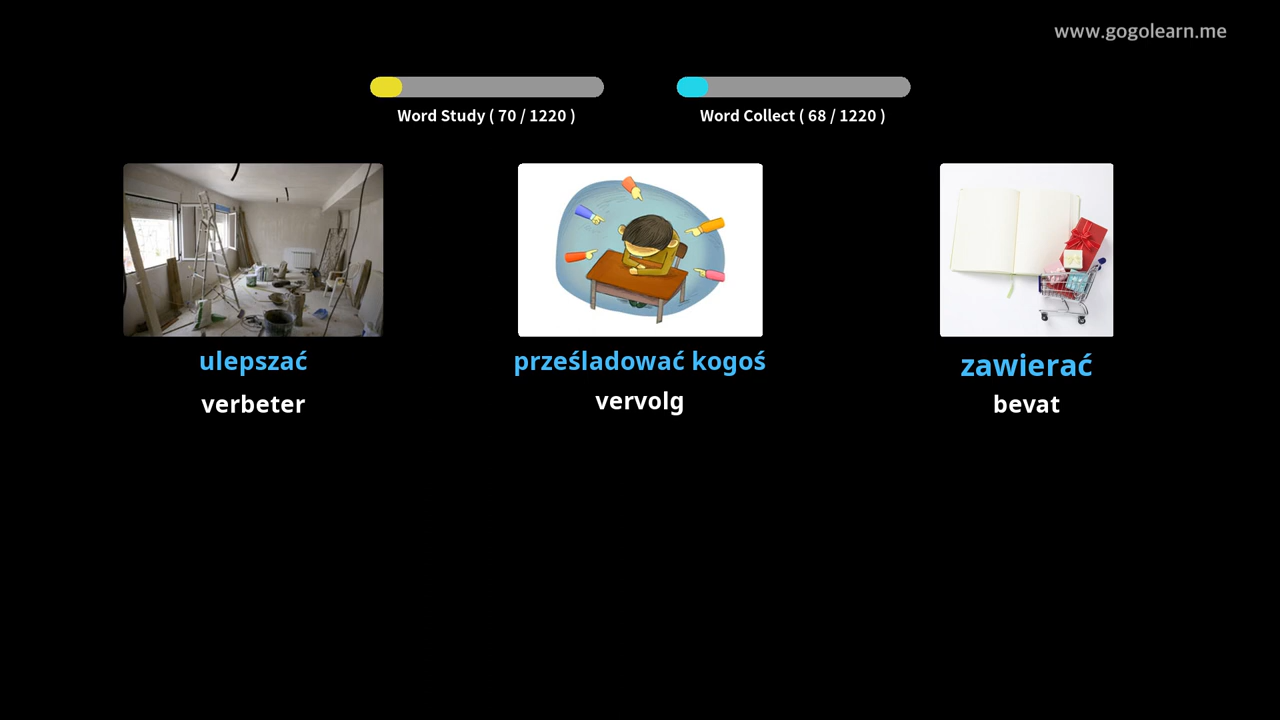 www.gogolearn.me
Word Study ( 70 / 1220 )
Word Collect ( 68 / 1220 )
ulepszać
verbeter
prześladować kogoś
vervolg
zawierać
bevat